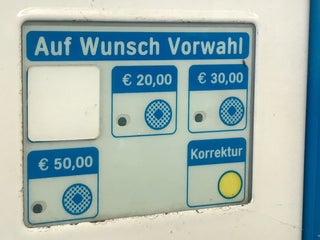 Auf Wunsch Vorwahl
€ 20,00
€ 30,00
€ 50,00
Korrektur